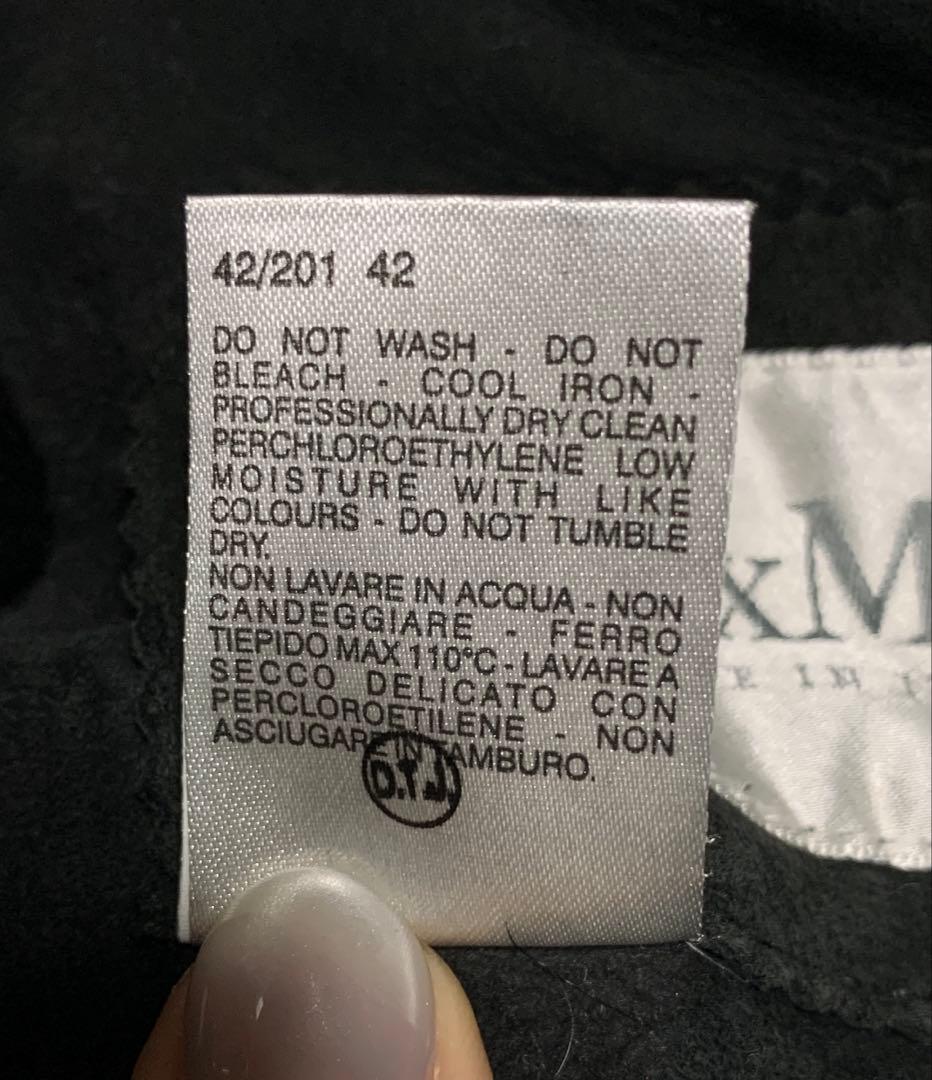 42/201 42
DO NOT WASH - DO NOT
BLEACH - COOL IRON -
PROFESSIONALLY DRY CLEAN
PERCHLOROETHYLENE LOW
MOISTURE WITH LIKE
COLOURS - DO NOT TUMBLE
DRY.
NON LAVARE IN ACQUA - NON
CANDEGGIARE - FERRO
TIEPIDO MAX 110°C - LAVARE A
SECCO DELICATO CON
PERCLOROETILENE - NON
ASCIUGARE IN TAMBURO.
xM
E IN I